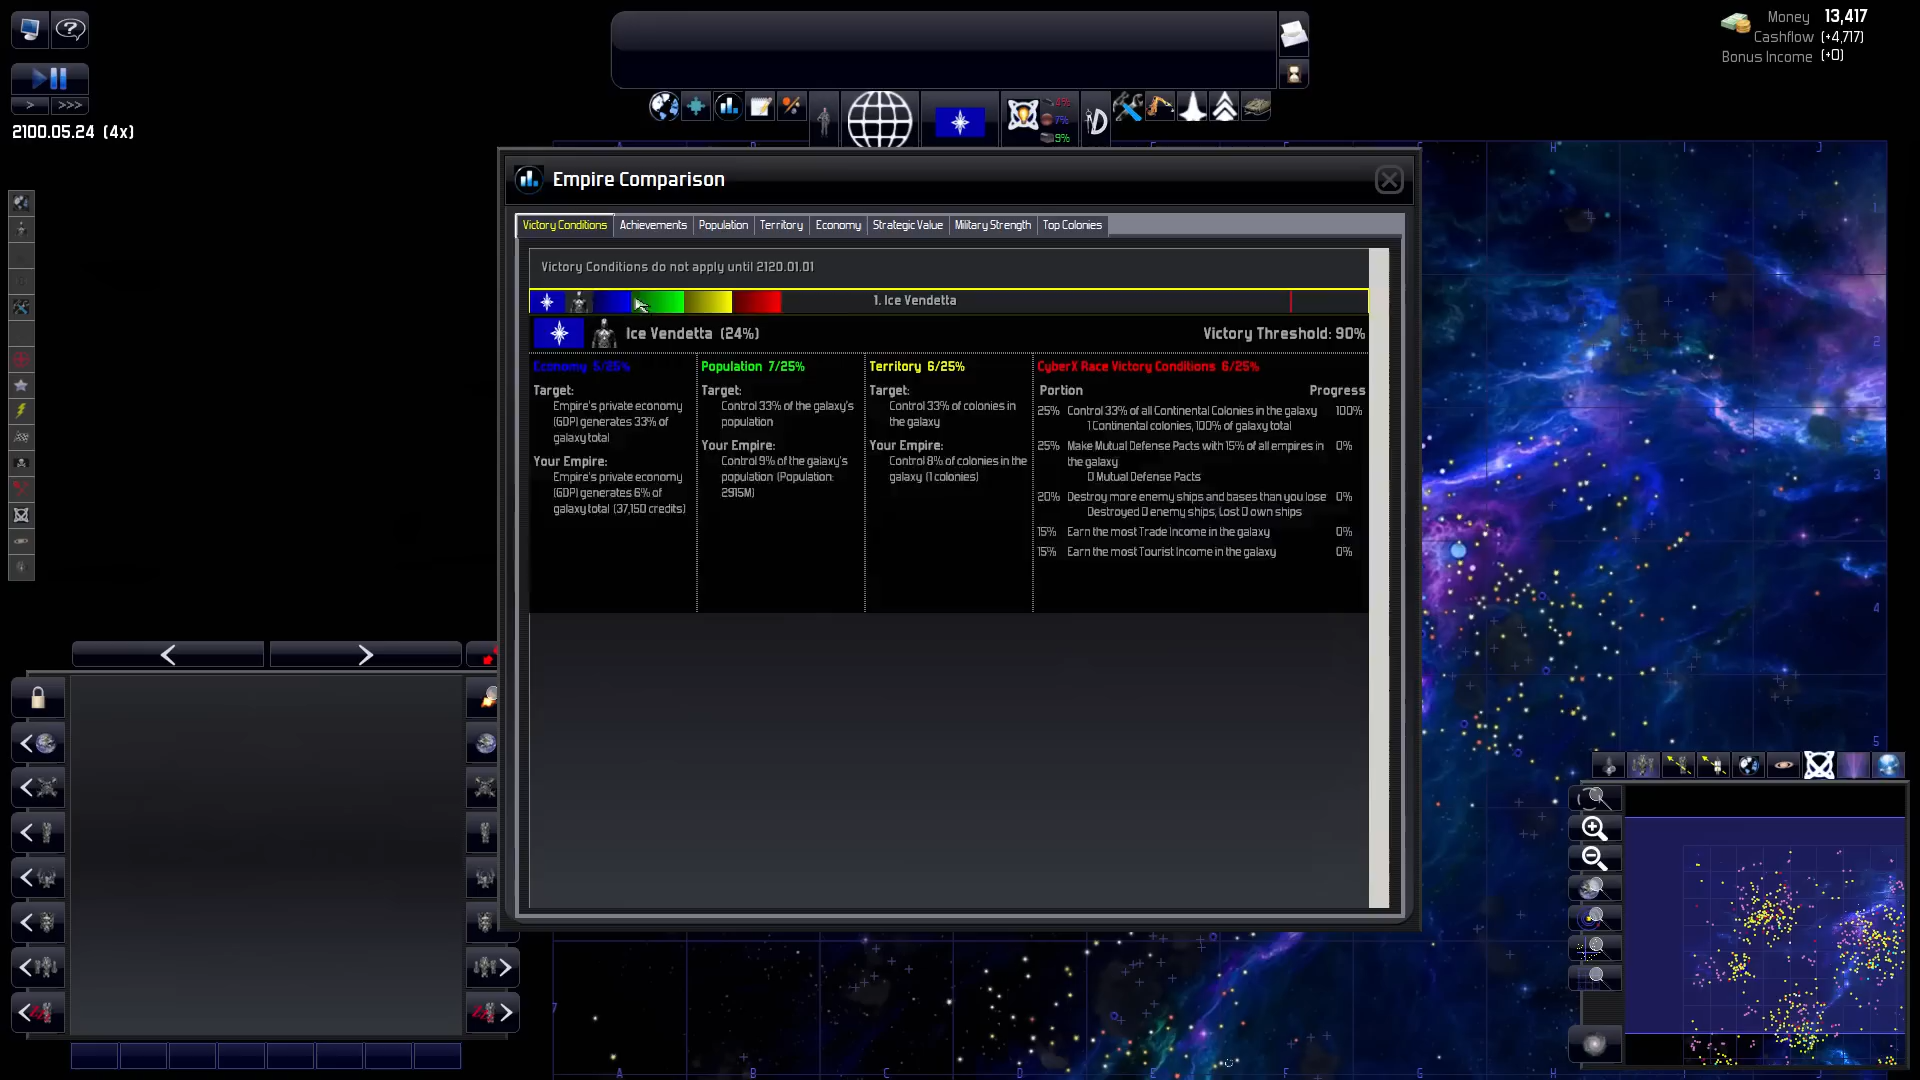 Money 13,417
Cashflow (+4,717)
Bonus Income (+0)
2100.05.24 (4x)
7%
9%
Empire Comparison
Victory Conditions Achievements Population Territory Economy Strategic Value Military Strength Top Colonies
Victory Conditions do not apply until 2120.01.01
1. Ice Vendetta
Ice Vendetta (24%) Victory Threshold: 90%
Economy 5/25%
Target:
Empire's private economy
(GDP) generates 33% of
galaxy total
Your Empire:
Empire's private economy
(GDP) generates 6% of
galaxy total (37,150 credits)
Population 7/25%
Target:
Control 33% of the galaxy's
population
Your Empire:
Control 9% of the galaxy's
population (Population:
2915M)
Territory 6/25%
Target:
Control 33% of colonies in
the galaxy
Your Empire:
Control 8% of colonies in the
galaxy (1 colonies)
CyberX Race Victory Conditions 6/25%
Portion Progress
25% Control 33% of all Continental Colonies in the galaxy 100%
1 Continental colonies, 100% of galaxy total
25% Make Mutual Defense Pacts with 15% of all empires in 0%
the galaxy
0 Mutual Defense Pacts
20% Destroy more enemy ships and bases than you lose 0%
Destroyed 0 enemy ships, Lost 0 own ships
15% Earn the most Trade Income in the galaxy 0%
15% Earn the most Tourist Income in the galaxy 0%
H I J
2
3
4
5
7
A B C D E F G H I J